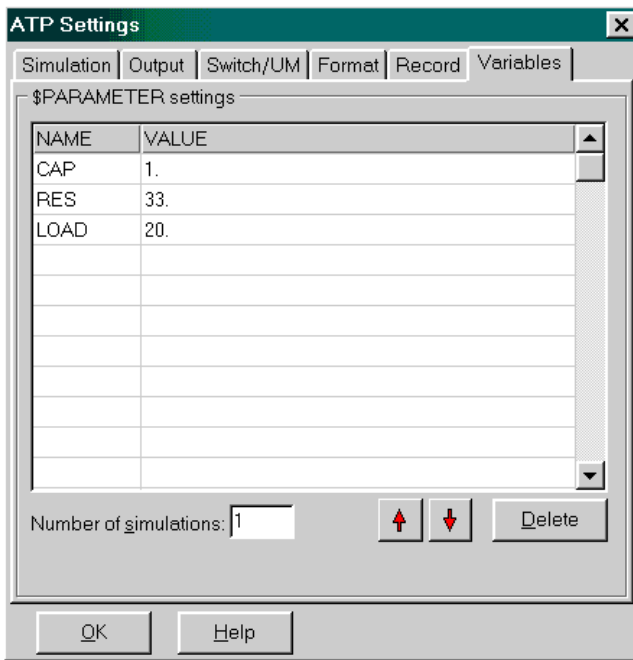 ATP Settings
Simulation Output Switch/UM Format Record Variables
$PARAMETER settings
NAME VALUE
CAP 1.
RES 33.
LOAD 20.
Number of simulations: 1 Delete
OK Help